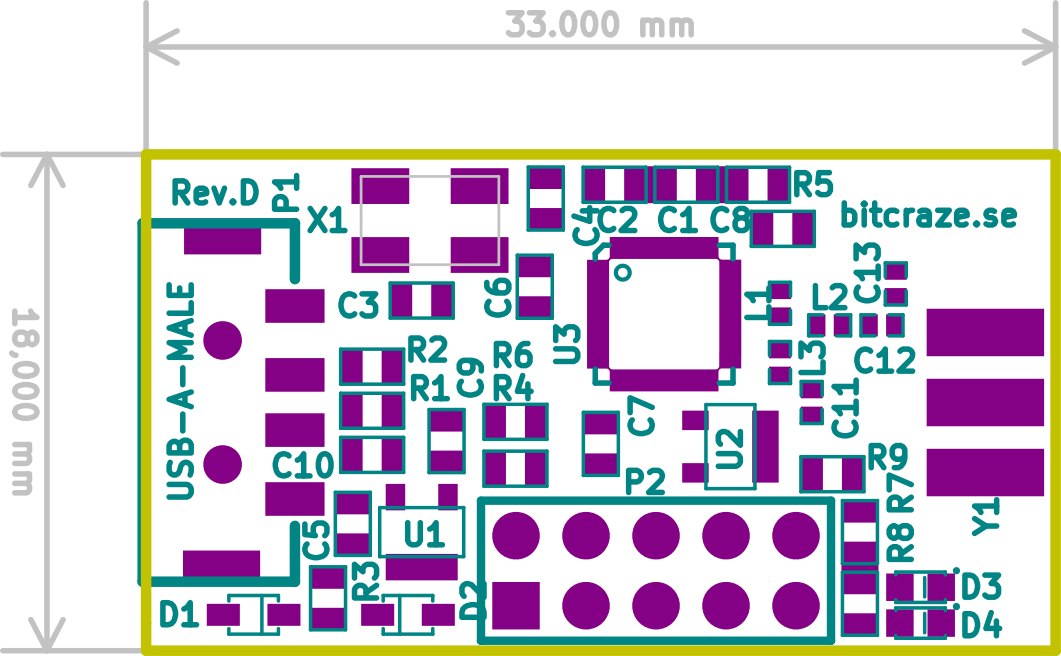 33.000 mm
18,000 mm
Rev.D
P1
X1
C4
C2
C1
C8
R5
bitcraze.se
C3
C6
U3
L1
L2
C13
USB-A-MALE
R2
R1
C9
R6
R4
L3
C12
C11
C10
C7
U2
R9
P2
R7
R8
Y1
C5
U1
R3
D1
D2
D3
D4